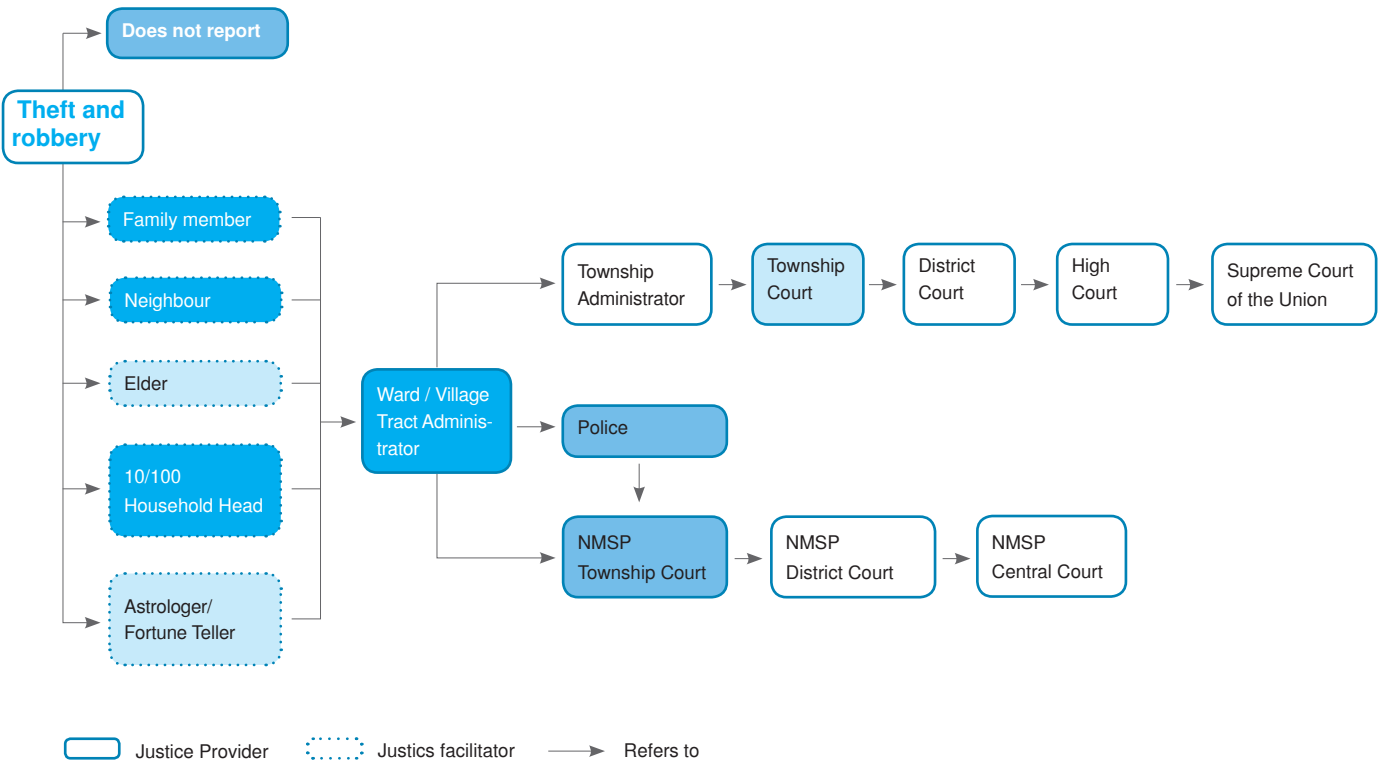 Does not report
Theft and
robbery
Family member
Neighbour
Elder
10/100
Household Head
Astrologer/
Fortune Teller
Ward / Village
Tract Adminis-
trator
Township
Administrator
Township
Court
District
Court
High
Court
Supreme Court
of the Union
Police
NMSP
Township Court
NMSP
District Court
NMSP
Central Court
Justice Provider
Justics facilitator
Refers to